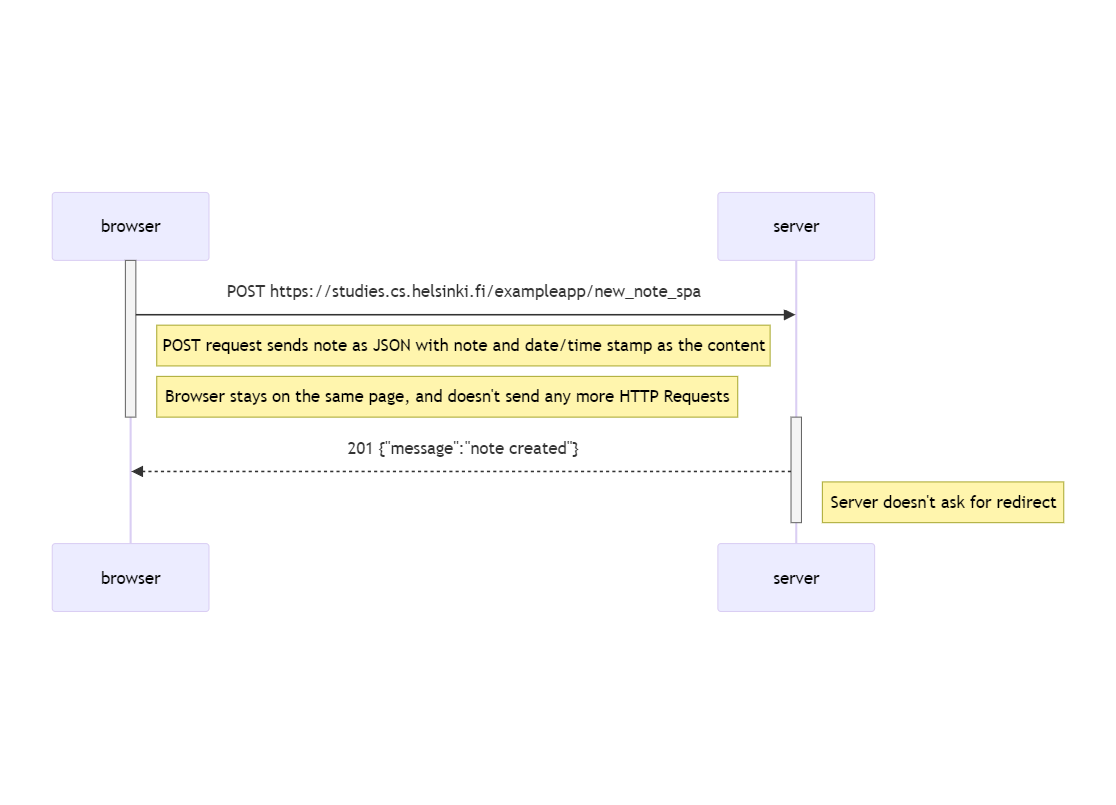 browser
server
POST https://studies.cs.helsinki.fi/exampleapp/new_note_spa
POST request sends note as JSON with note and date/time stamp as the content
Browser stays on the same page, and doesn't send any more HTTP Requests
201 {"message":"note created"}
Server doesn't ask for redirect
browser
server